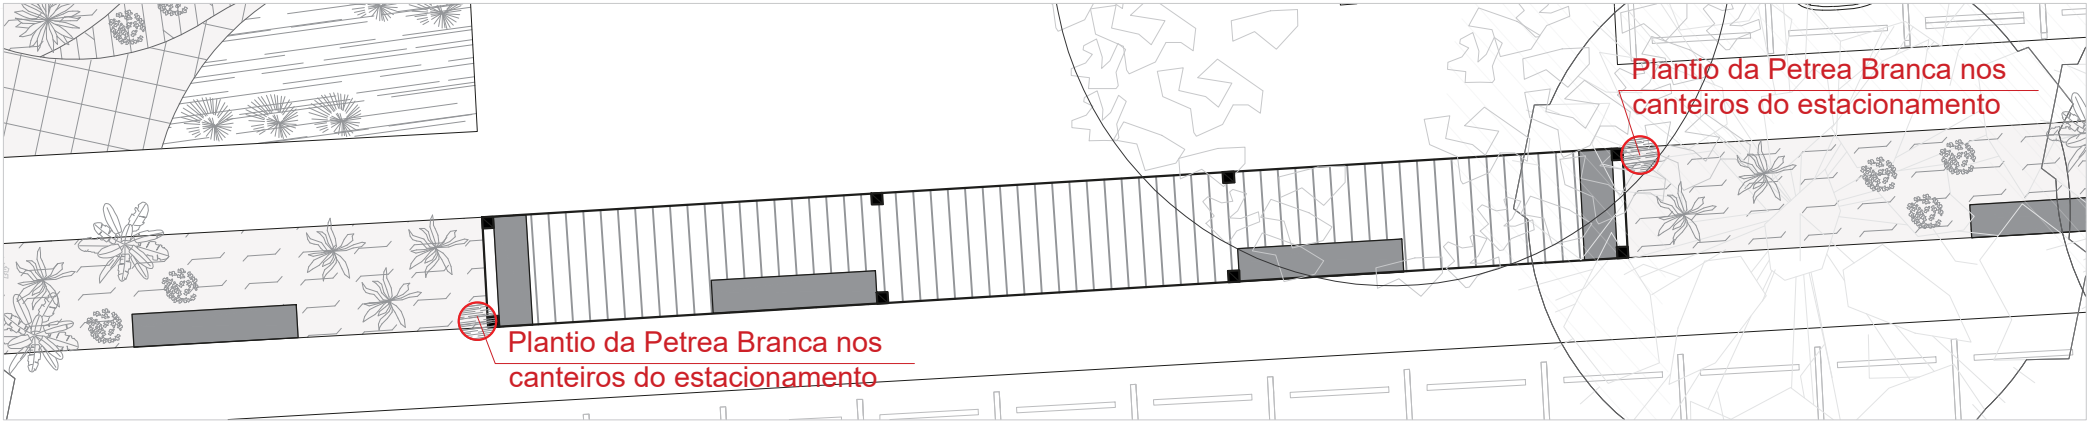 Plantio da Petrea Branca nos
canteiros do estacionamento
Plantio da Petrea Branca nos
canteiros do estacionamento